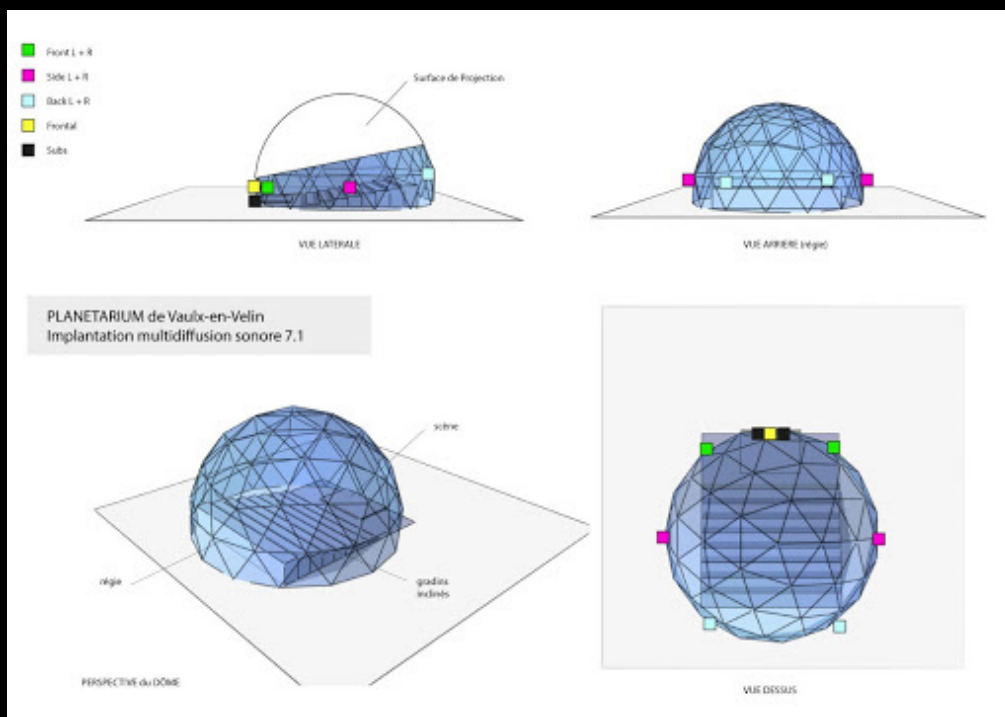 Front L + R
Side L + R
Back L + R
Frontal
Subs
Surface de Projection
VUE LATERALE
VUE ARRIERE (régie)
PLANETARIUM de Vaulx-en-Velin
Implantation multidiffusion sonore 7.1
scène
régie
gradins
inclinés
PERSPECTIVE du DÔME
VUE DESSUS